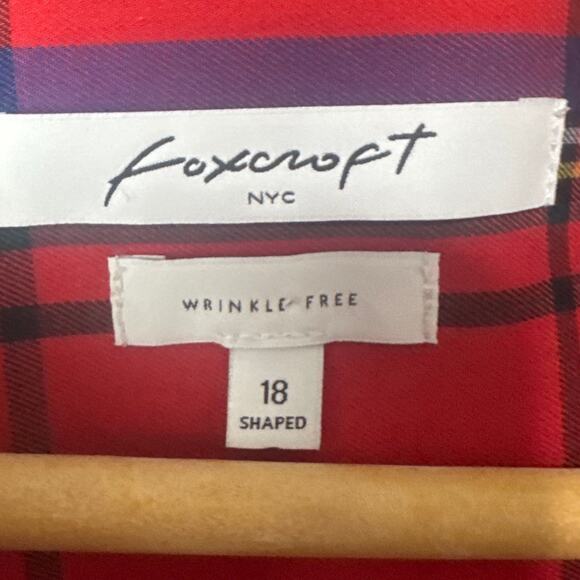 Foxcroft
NYC
WRINKLE FREE
18
SHAPED